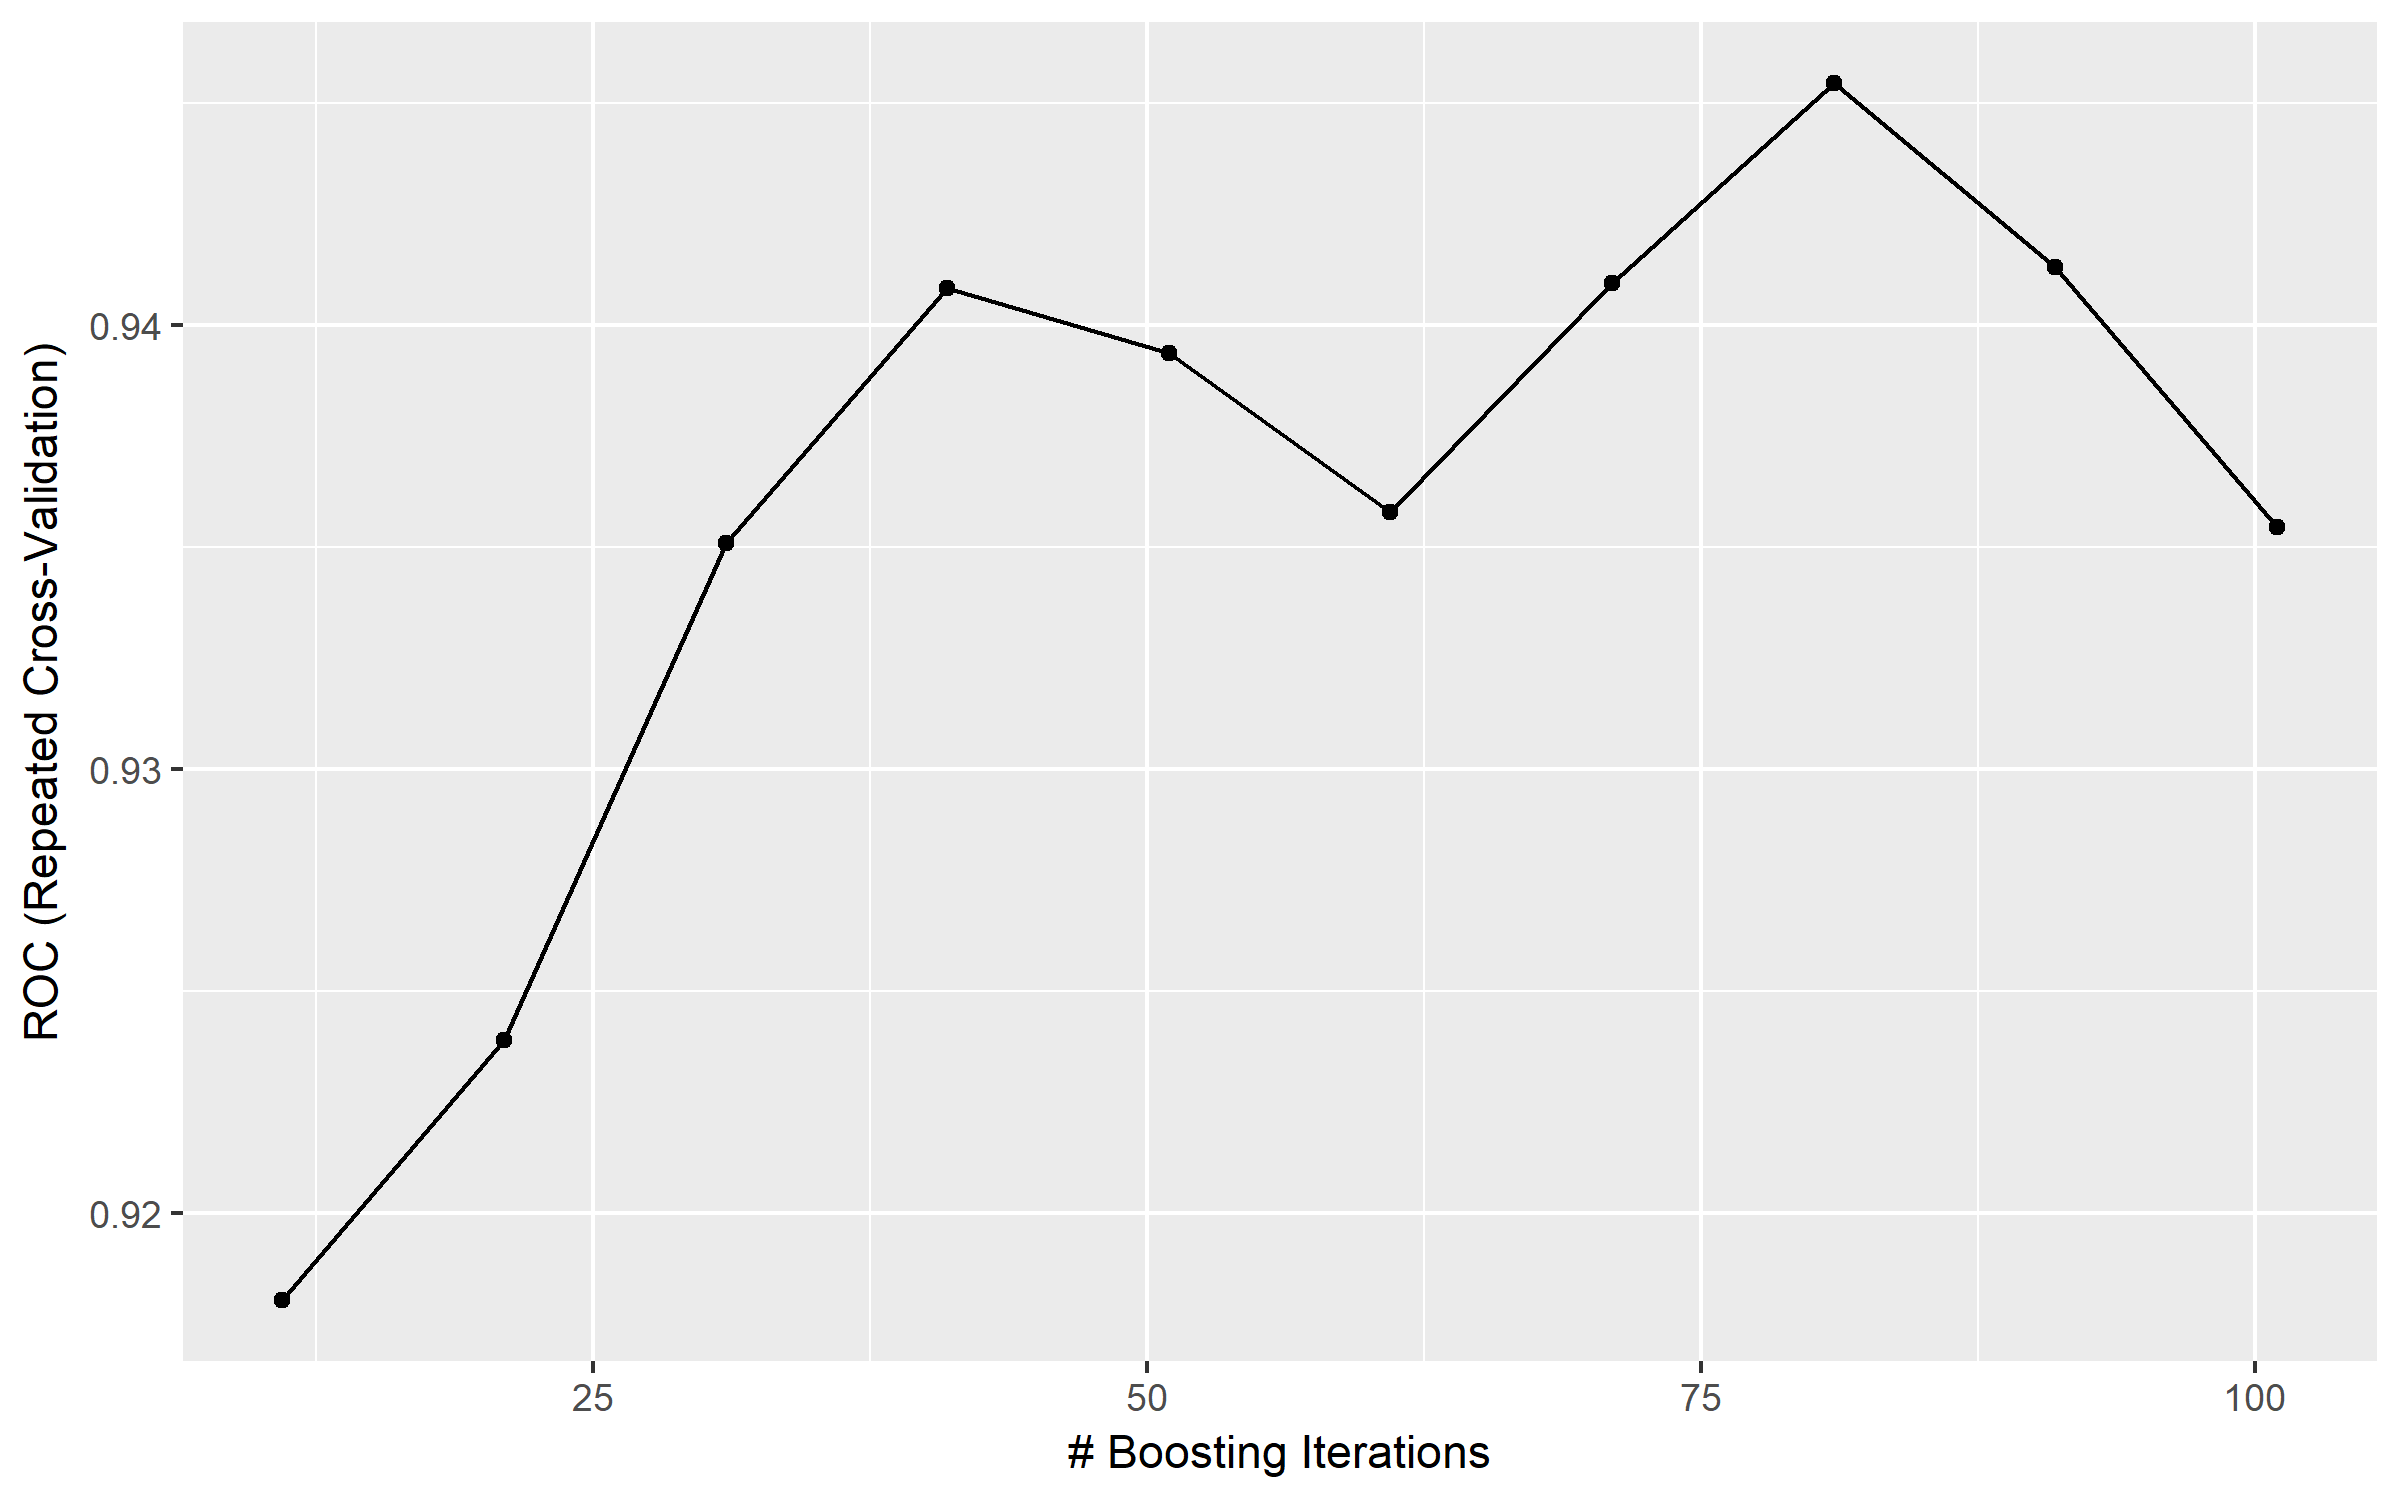 ROC (Repeated Cross-Validation)
0.94
0.93
0.92
25 50 75 100
# Boosting Iterations